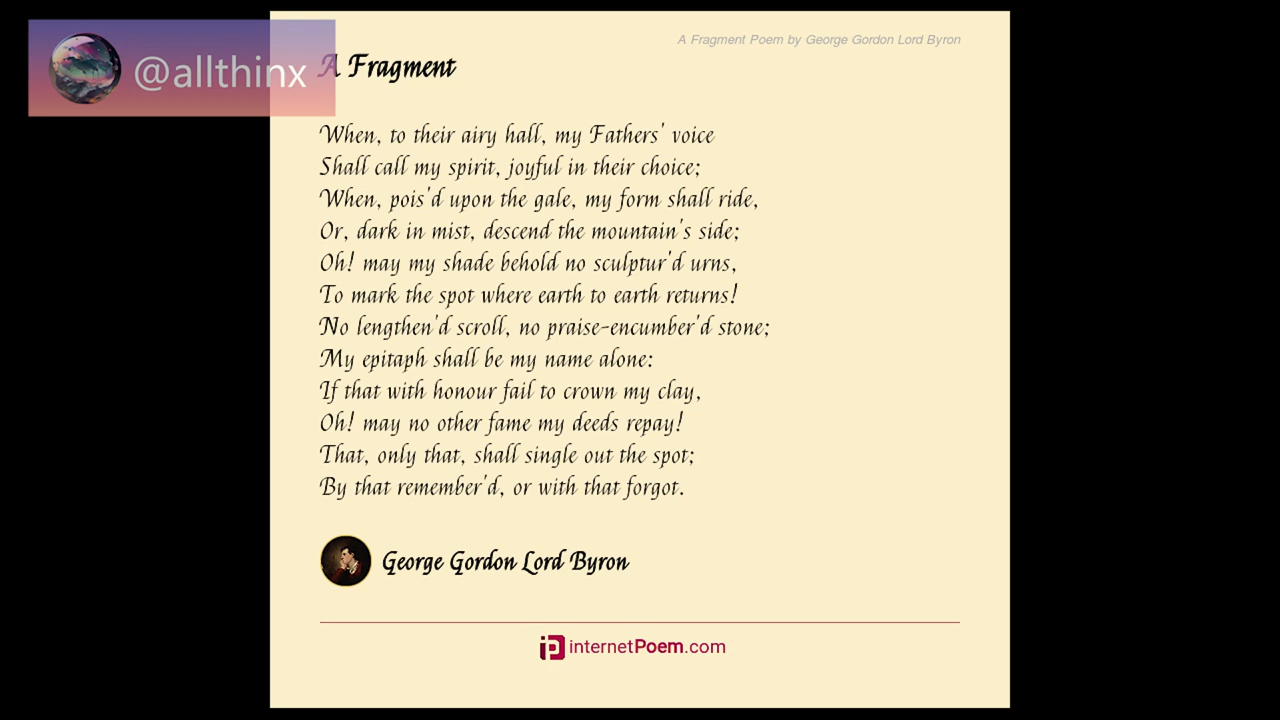 @allthinx
A Fragment Poem by George Gordon Lord Byron
A Fragment
When, to their airy hall, my Fathers' voice
Shall call my spirit, joyful in their choice;
When, pois'd upon the gale, my form shall ride,
Or, dark in mist, descend the mountain's side;
Oh! may my shade behold no sculptur'd urns,
To mark the spot where earth to earth returns!
No lengthen'd scroll, no praise-encumber'd stone;
My epitaph shall be my name alone:
If that with honour fail to crown my clay,
Oh! may no other fame my deeds repay!
That, only that, shall single out the spot;
By that remember'd, or with that forgot.
George Gordon Lord Byron
internetPoem.com